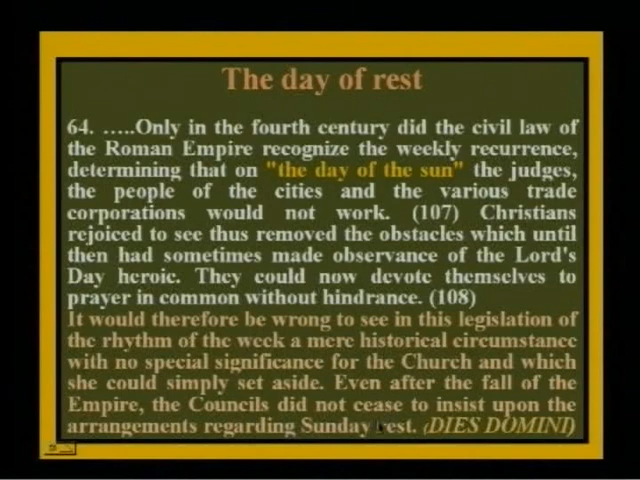 The day of rest
64. .....Only in the fourth century did the civil law of
the Roman Empire recognize the weekly recurrence,
determining that on "the day of the sun" the judges,
the people of the cities and the various trade
corporations would not work. (107) Christians
rejoiced to see thus removed the obstacles which until
then had sometimes made observance of the Lord's
Day heroic. They could now devote themselves to
prayer in common without hindrance. (108)
It would therefore be wrong to see in this legislation of
the rhythm of the week a mere historical circumstance
with no special significance for the Church and which
she could simply set aside. Even after the fall of the
Empire, the Councils did not cease to insist upon the
arrangements regarding Sunday rest. (DIES DOMINI)